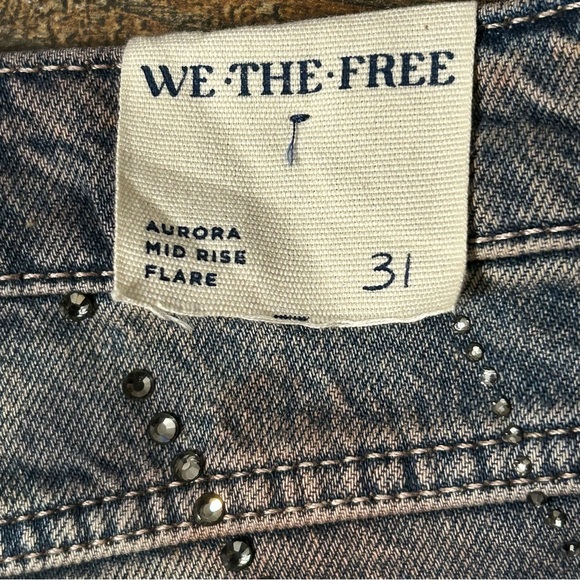 WE·THE·FREE
AURORA
MID RISE
FLARE
31